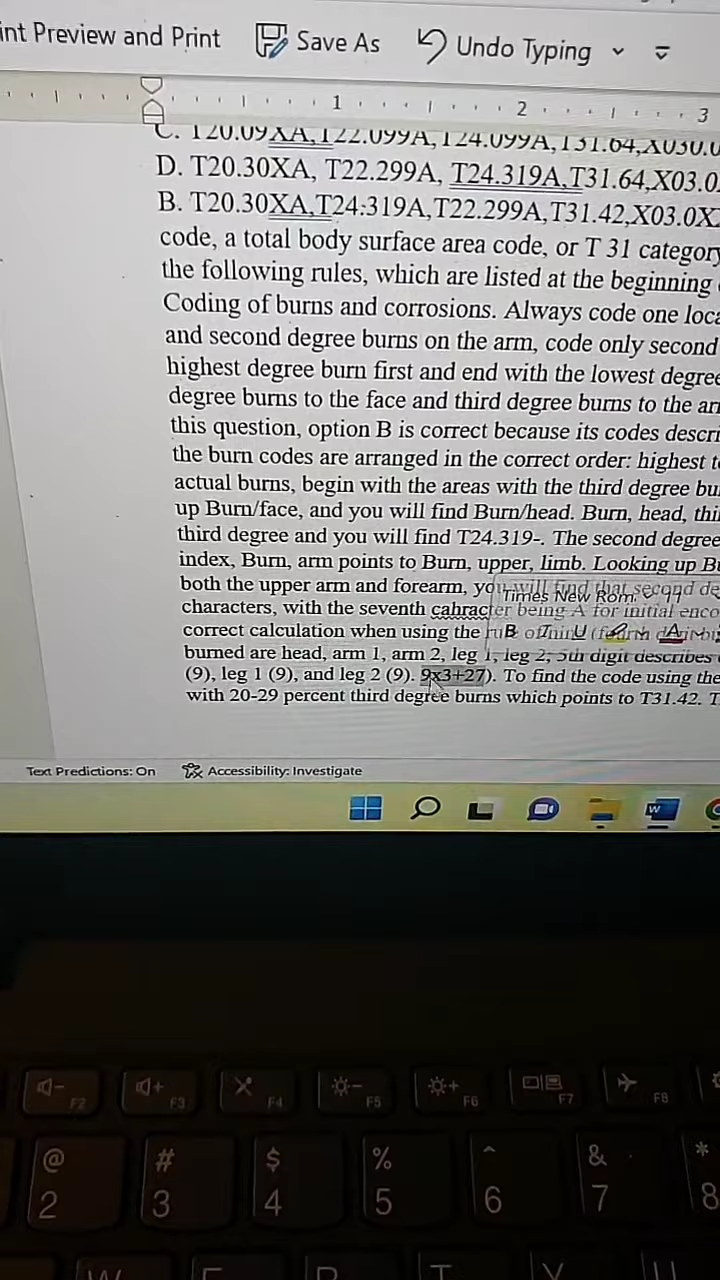 nt Preview and Print Save As Undo Typing
1 2 3
C. T20.09XA,T22.099A,T24.099A,T31.64,X030.0
D. T20.30XA, T22.299A, T24.319A,T31.64,X03.0
B. T20.30XA,T24:319A,T22.299A,T31.42,X03.0X
code, a total body surface area code, or T 31 category
the following rules, which are listed at the beginning
Coding of burns and corrosions. Always code one loca
and second degree burns on the arm, code only second
highest degree burn first and end with the lowest degree
degree burns to the face and third degree burns to the ar
this question, option B is correct because its codes descri
the burn codes are arranged in the correct order: highest t
actual burns, begin with the areas with the third degree bu
up Burn/face, and you will find Burn/head. Burn, head, thi
third degree and you will find T24.319-. The second degree
index, Burn, arm points to Burn, upper, limb. Looking up Bu
both the upper arm and forearm, you will find that second de
Times New Rom
characters, with the seventh cahracter being A for initial enco
correct calculation when using the
B I U A
burned are head, arm 1, arm 2, leg 1, leg 2; 5th digit describes
(9), leg 1 (9), and leg 2 (9). 9x3+27). To find the code using the
with 20-29 percent third degree burns which points to T31.42. T
Text Predictions: On Accessibility: Investigate
W
F2 F3 F4 F5 F6 F7 F8
@ # $ % ^ & *
2 3 4 5 6 7 8
W E R T Y U